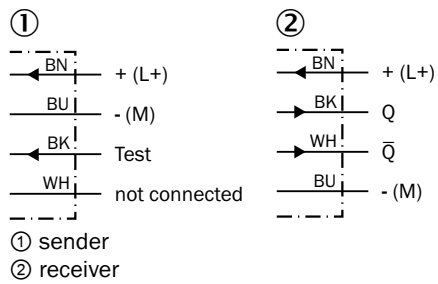 ① ②
BN + (L+)
BU - (M)
BK Test
WH not connected
BN + (L+)
BK Q
WH Q̅
BU - (M)
① sender
② receiver